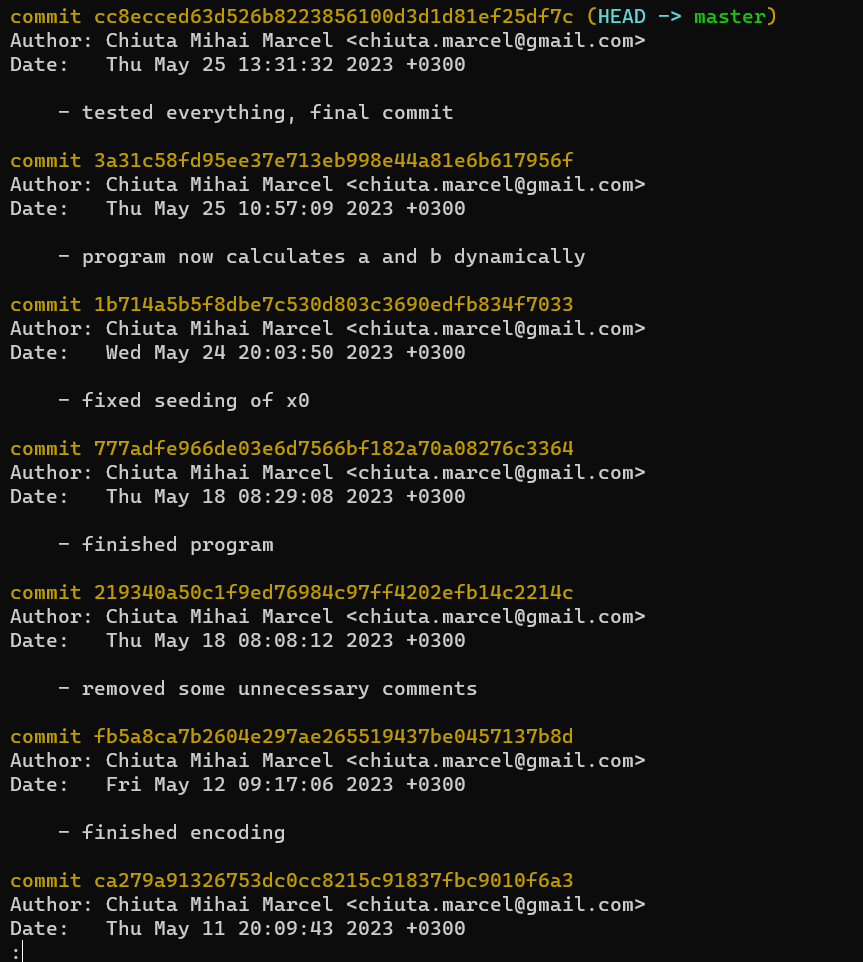 commit cc8ecced63d526b8223856100d3d1d81ef25df7c (HEAD -> master)
Author: Chiuta Mihai Marcel <chiuta.marcel@gmail.com>
Date:   Thu May 25 13:31:32 2023 +0300

    - tested everything, final commit

commit 3a31c58fd95ee37e713eb998e44a81e6b617956f
Author: Chiuta Mihai Marcel <chiuta.marcel@gmail.com>
Date:   Thu May 25 10:57:09 2023 +0300

    - program now calculates a and b dynamically

commit 1b714a5b5f8dbe7c530d803c3690edfb834f7033
Author: Chiuta Mihai Marcel <chiuta.marcel@gmail.com>
Date:   Wed May 24 20:03:50 2023 +0300

    - fixed seeding of x0

commit 777adfe966de03e6d7566bf182a70a08276c3364
Author: Chiuta Mihai Marcel <chiuta.marcel@gmail.com>
Date:   Thu May 18 08:29:08 2023 +0300

    - finished program

commit 219340a50c1f9ed76984c97ff4202efb14c2214c
Author: Chiuta Mihai Marcel <chiuta.marcel@gmail.com>
Date:   Thu May 18 08:08:12 2023 +0300

    - removed some unnecessary comments

commit fb5a8ca7b2604e297ae265519437be0457137b8d
Author: Chiuta Mihai Marcel <chiuta.marcel@gmail.com>
Date:   Fri May 12 09:17:06 2023 +0300

    - finished encoding

commit ca279a91326753dc0cc8215c91837fbc9010f6a3
Author: Chiuta Mihai Marcel <chiuta.marcel@gmail.com>
Date:   Thu May 11 20:09:43 2023 +0300
: